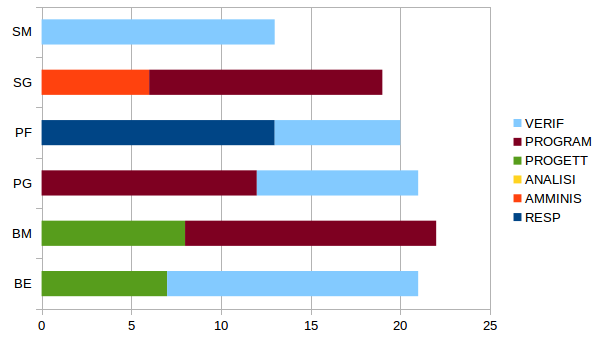 SM
SG
PF
PG
BM
BE
0 5 10 15 20 25
VERIF
PROGRAM
PROGETT
ANALISI
AMMINIS
RESP